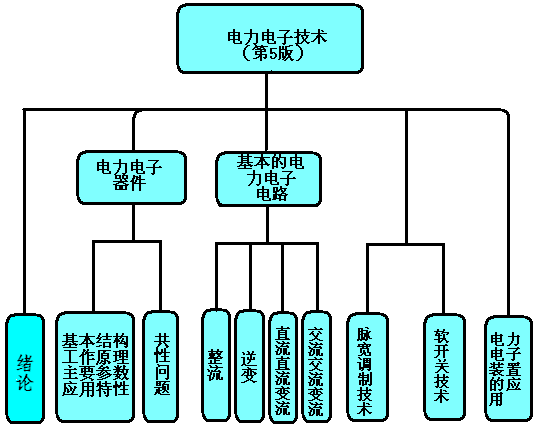 电力电子技术
（第5版）
电力电子
器件
基本的电
力电子
电路
绪论
基本结构
工作原理
主要参数
应用特性
共性问题
整流
逆变
直流直流变流
交流交流变流
脉宽调制技术
软开关技术
电力
电子
装置
的应
用